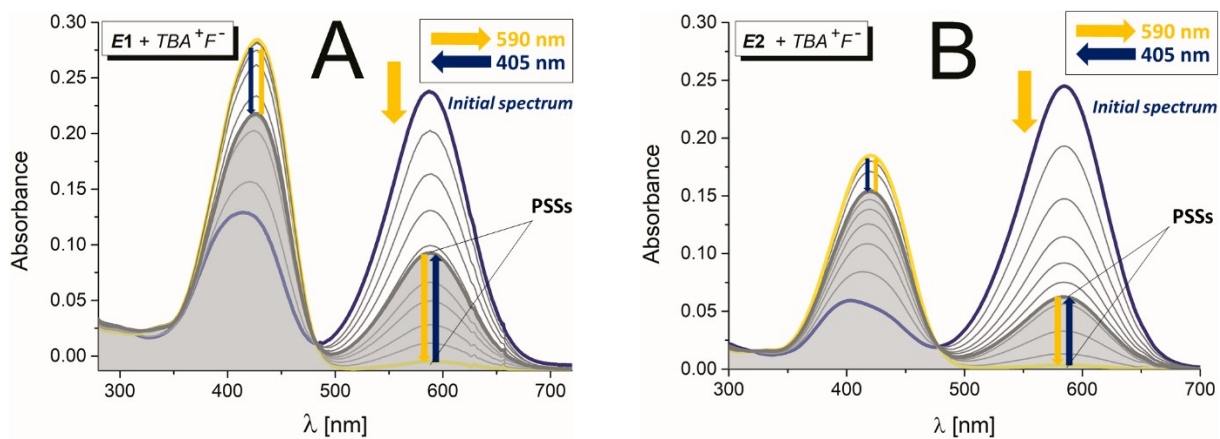 E1 + TBA⁺F⁻
A
590 nm
405 nm
Initial spectrum
PSSs
Absorbance
0.30
0.25
0.20
0.15
0.10
0.05
0.00
300
400
500
600
700
λ [nm]
E2 + TBA⁺F⁻
B
590 nm
405 nm
Initial spectrum
PSSs
Absorbance
0.30
0.25
0.20
0.15
0.10
0.05
0.00
300
400
500
600
700
λ [nm]